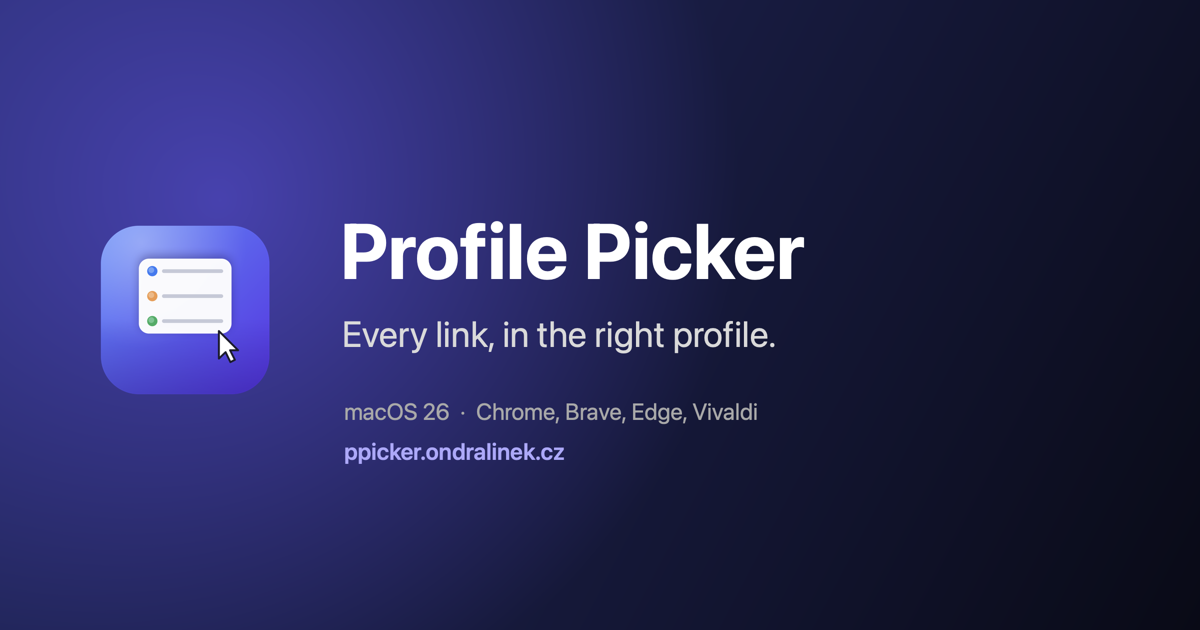 Profile Picker
Every link, in the right profile.
macOS 26 · Chrome, Brave, Edge, Vivaldi
ppicker.ondralinek.cz